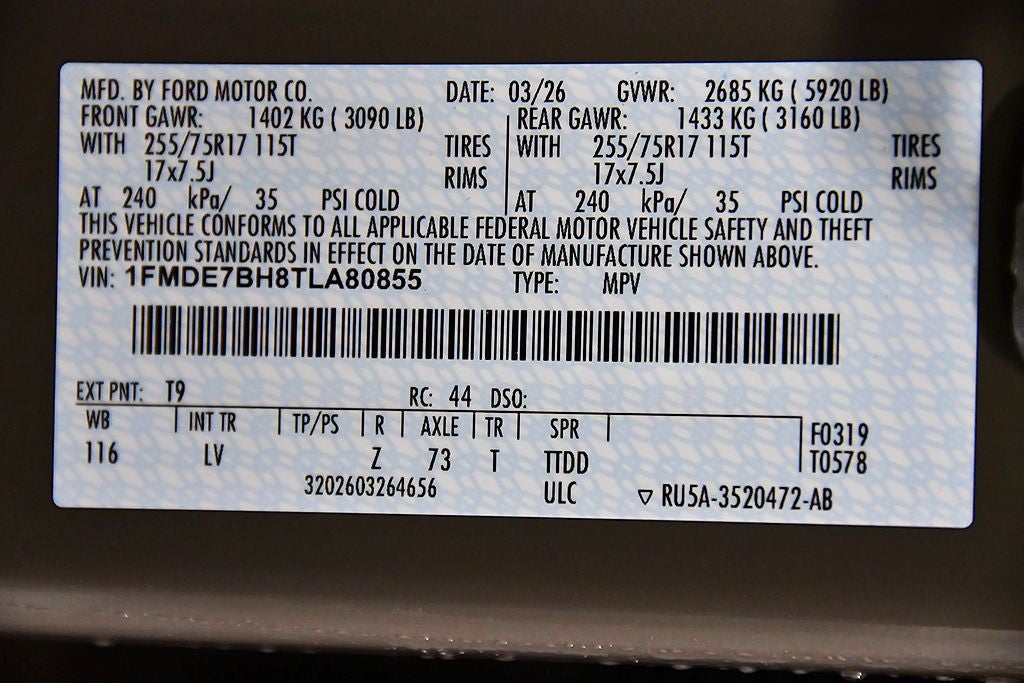 MFD. BY FORD MOTOR CO. DATE: 03/26 GVWR: 2685 KG ( 5920 LB)
FRONT GAWR: 1402 KG ( 3090 LB) REAR GAWR: 1433 KG ( 3160 LB)
WITH 255/75R17 115T TIRES WITH 255/75R17 115T TIRES
17x7.5J RIMS 17x7.5J RIMS
AT 240 kPa/ 35 PSI COLD AT 240 kPa/ 35 PSI COLD
THIS VEHICLE CONFORMS TO ALL APPLICABLE FEDERAL MOTOR VEHICLE SAFETY AND THEFT
PREVENTION STANDARDS IN EFFECT ON THE DATE OF MANUFACTURE SHOWN ABOVE.
VIN: 1FMDE7BH8TLA80855 TYPE: MPV
EXT PNT: T9 RC: 44 DSO:
WB INT TR TP/PS R AXLE TR SPR F0319
116 LV Z 73 T TTDD T0578
3202603264656 ULC ▽ RU5A-3520472-AB